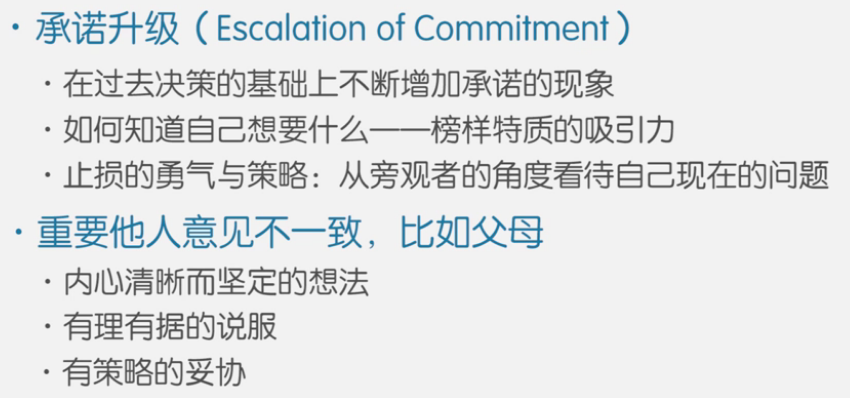 · 承诺升级（Escalation of Commitment）
· 在过去决策的基础上不断增加承诺的现象
· 如何知道自己想要什么——榜样特质的吸引力
· 止损的勇气与策略：从旁观者的角度看待自己现在的问题
· 重要他人意见不一致，比如父母
· 内心清晰而坚定的想法
· 有理有据的说服
· 有策略的妥协